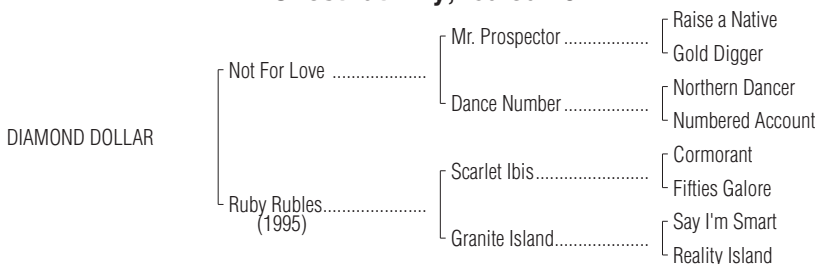 Raise a Native
Mr. Prospector ...................
Gold Digger
Not For Love .....................
Northern Dancer
Dance Number ...................
Numbered Account
DIAMOND DOLLAR
Cormorant
Scarlet Ibis.........................
Fifties Galore
Ruby Rubles.......................
(1995)
Say I'm Smart
Granite Island.....................
Reality Island